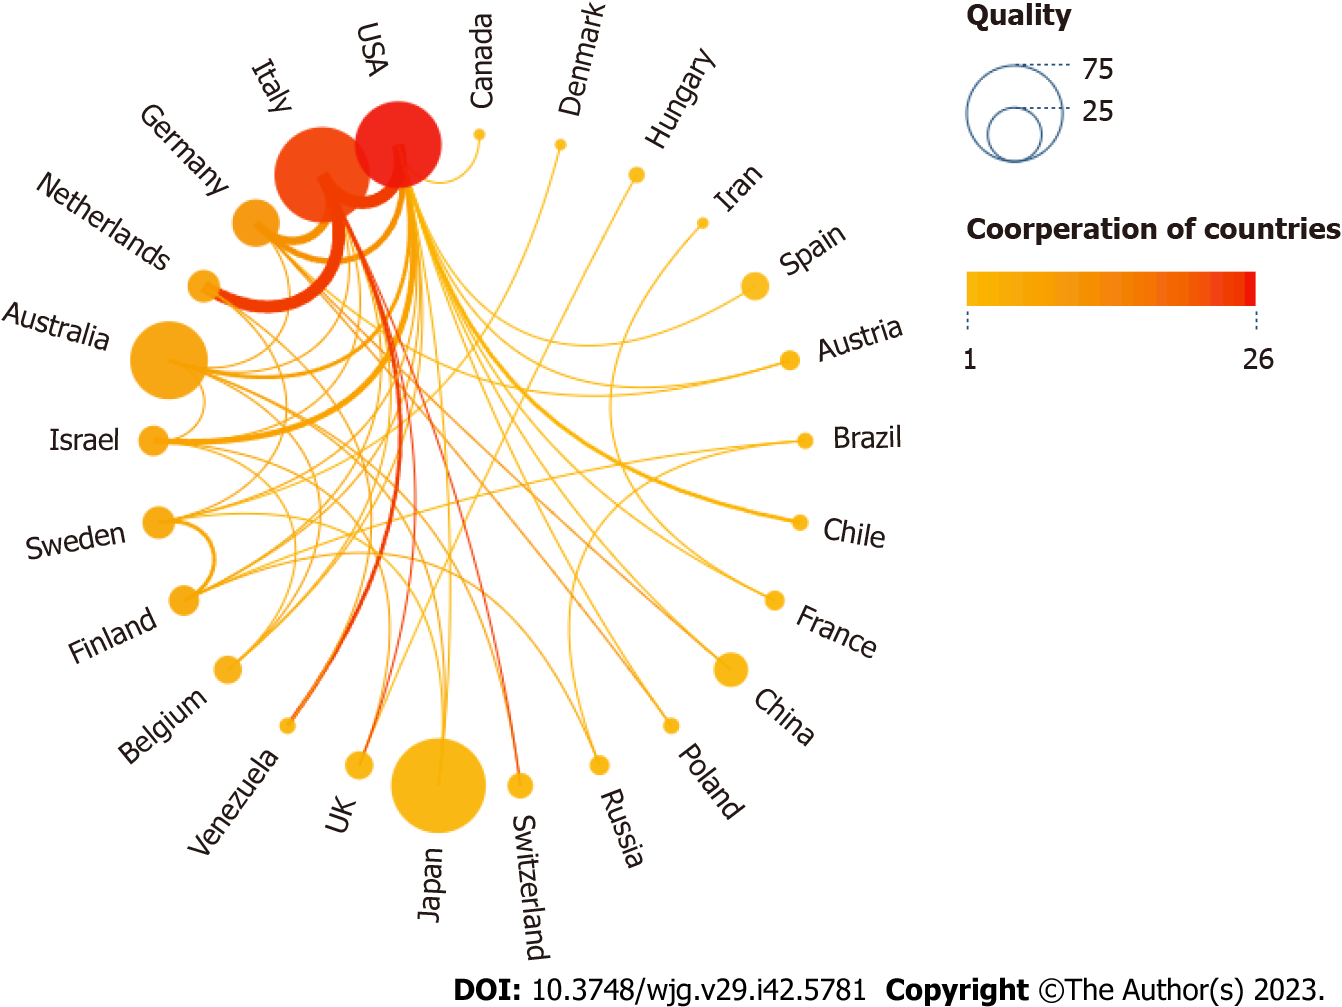 Quality
75
25
Coorperation of countries
1
26
USA
Canada
Denmark
Hungary
Iran
Spain
Austria
Brazil
Chile
France
China
Poland
Russia
Switzerland
Japan
UK
Venezuela
Belgium
Finland
Sweden
Israel
Australia
Netherlands
Germany
Italy
DOI: 10.3748/wjg.v29.i42.5781 Copyright ©The Author(s) 2023.